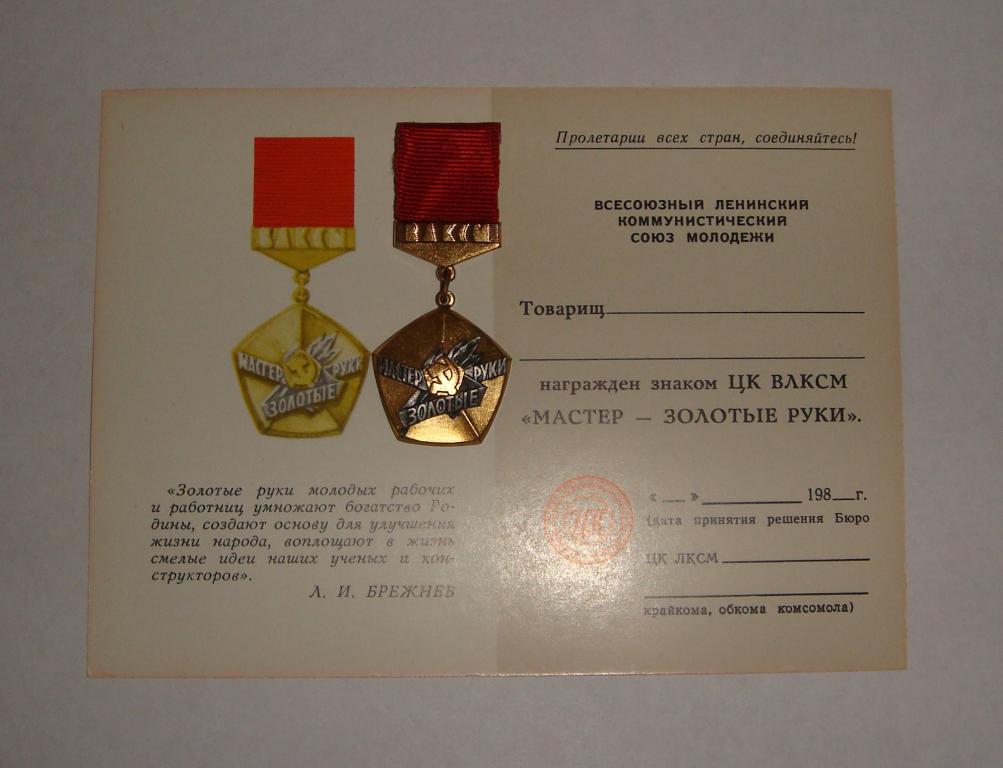 ВЛКСМ
МАСТЕР
РУКИ
ЗОЛОТЫЕ
ВЛКСМ
МАСТЕР
РУКИ
ЗОЛОТЫЕ
«Золотые руки молодых рабочих
и работниц умножают богатство Ро-
дины, создают основу для улучшения
жизни народа, воплощают в жизнь
смелые идеи наших ученых и кон-
структоров».
Л. И. БРЕЖНЕВ
Пролетарии всех стран, соединяйтесь!
ВСЕСОЮЗНЫЙ ЛЕНИНСКИЙ
КОММУНИСТИЧЕСКИЙ
СОЮЗ МОЛОДЕЖИ
Товарищ
награжден знаком ЦК ВЛКСМ
«МАСТЕР — ЗОЛОТЫЕ РУКИ».
« __ » ________ 198__г.
(дата принятия решения Бюро
ЦК ЛКСМ
крайкома, обкома комсомола)